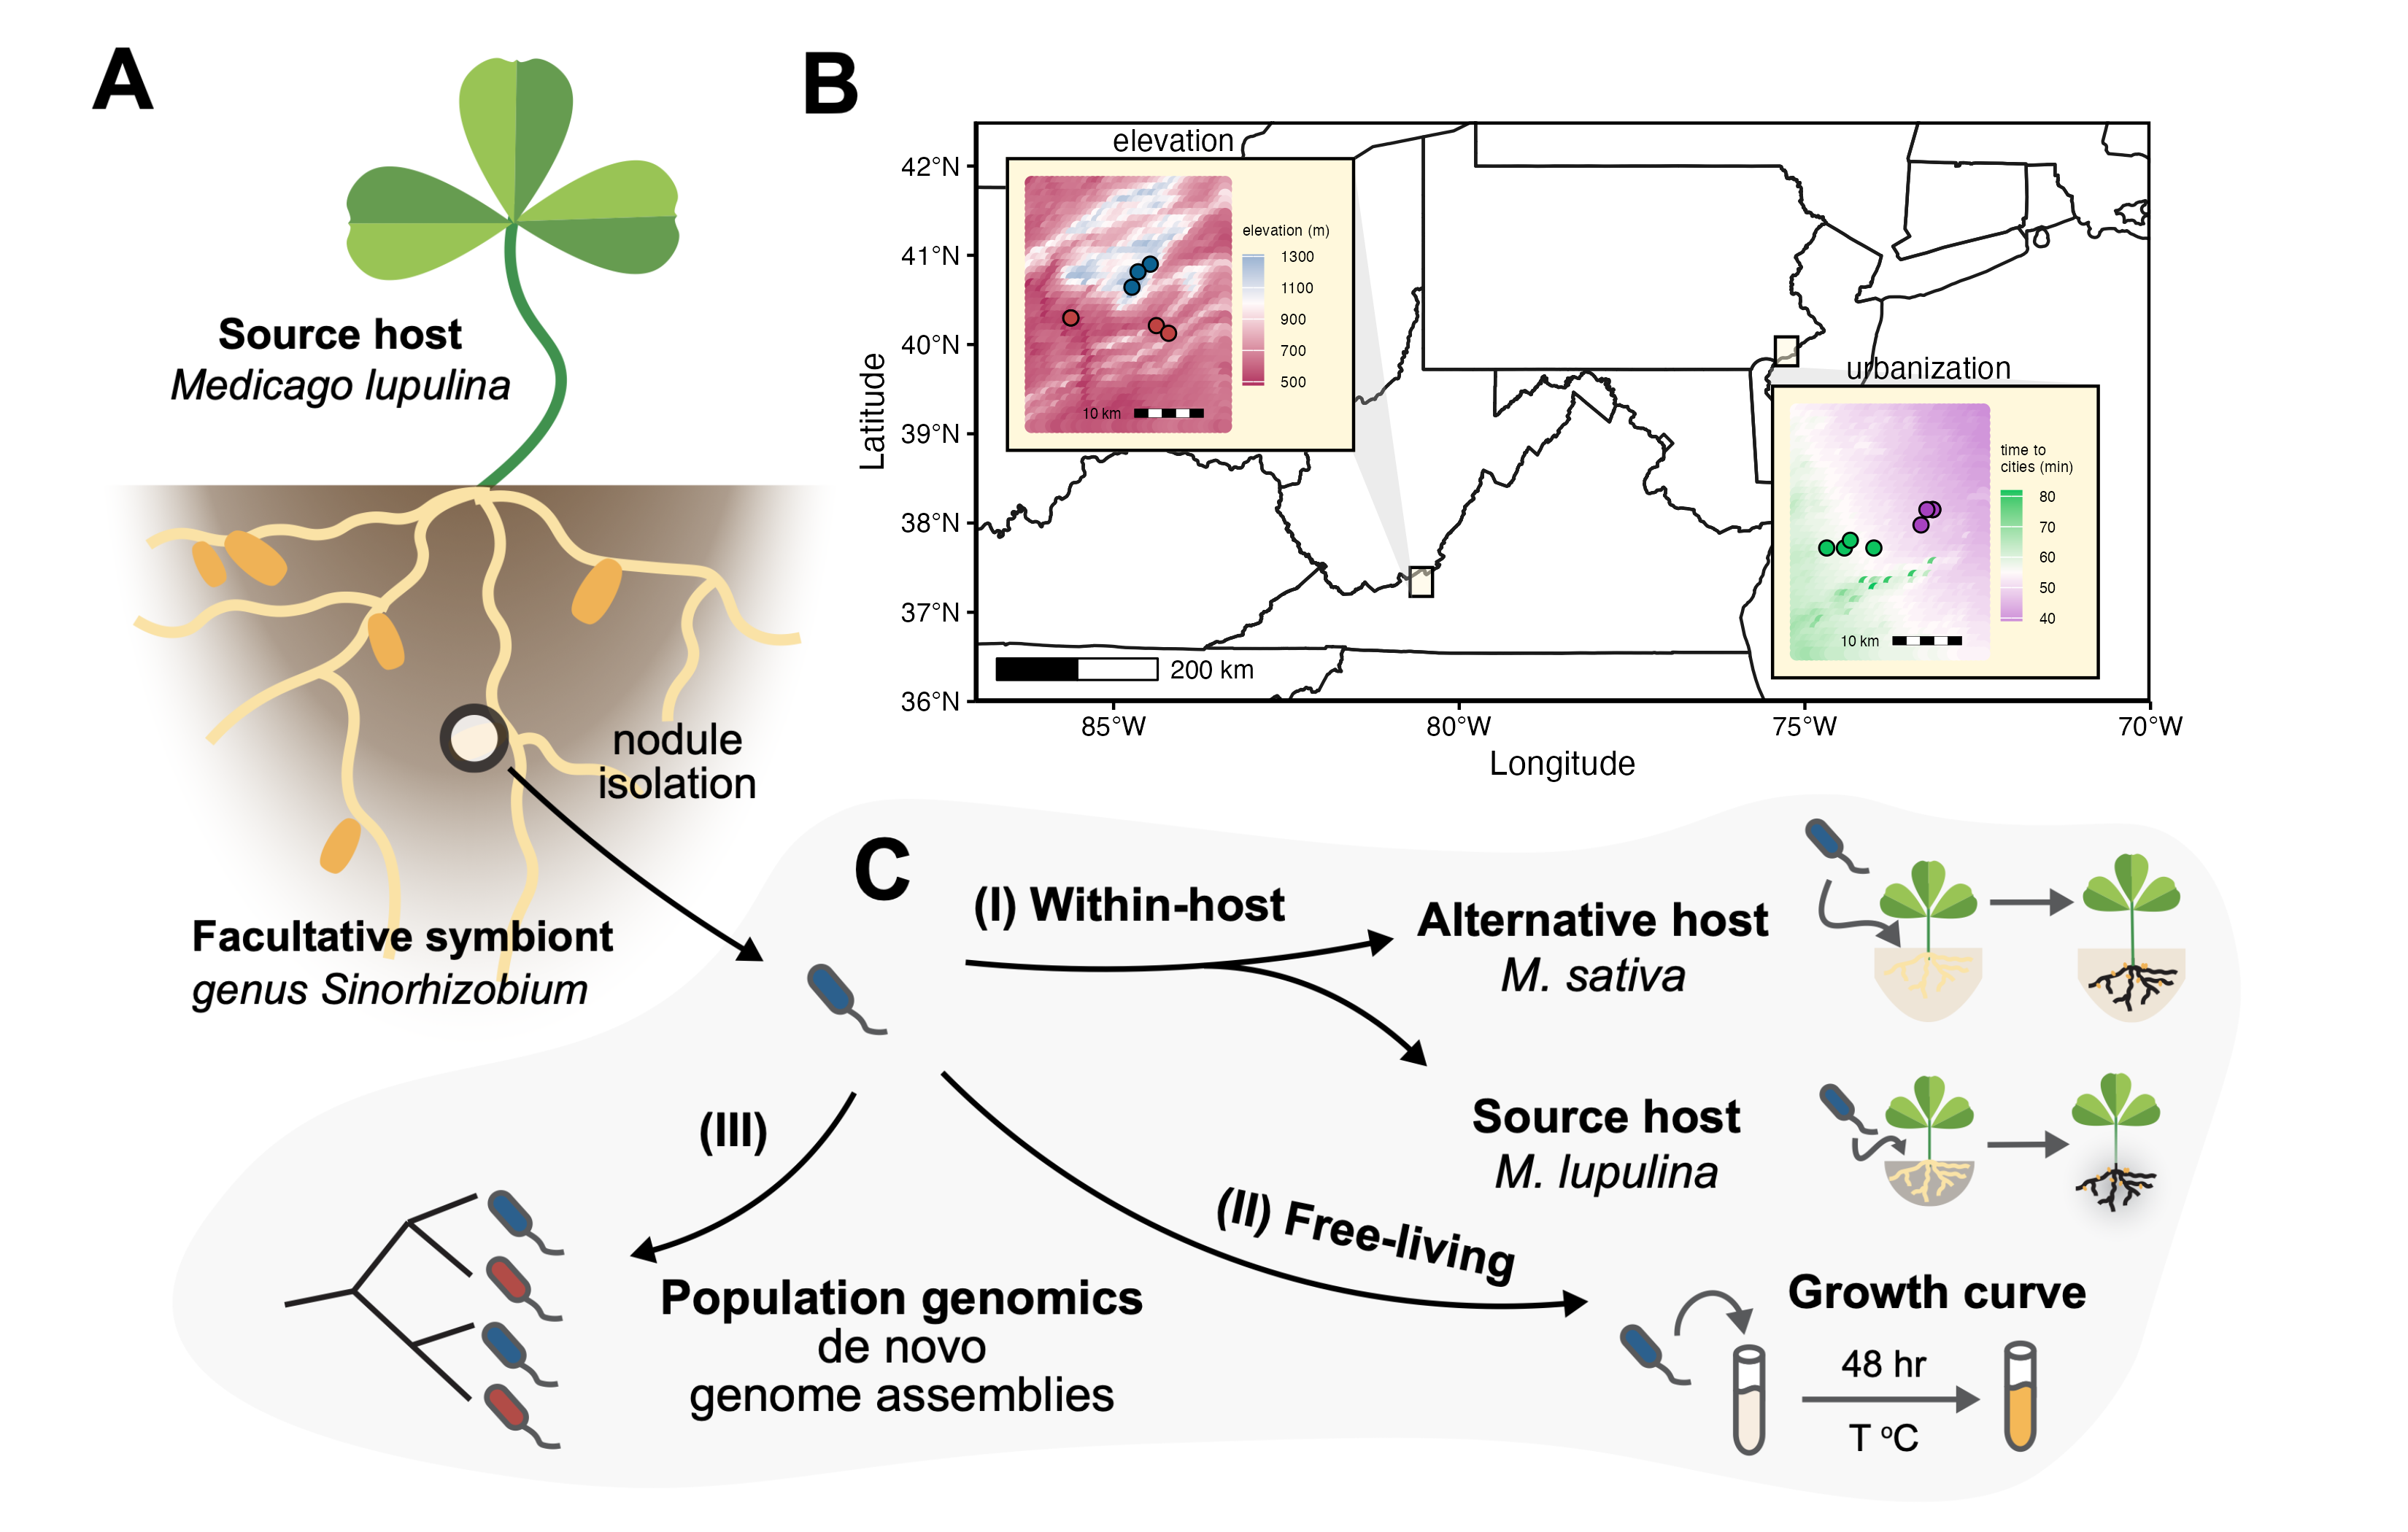 A
Source host
Medicago lupulina
nodule
isolation
Facultative symbiont
genus Sinorhizobium
B
elevation
elevation (m)
1300
1100
900
700
500
10 km
urbanization
time to
cities (min)
80
70
60
50
40
10 km
42°N
41°N
40°N
39°N
38°N
37°N
36°N
Latitude
200 km
85°W
80°W
75°W
70°W
Longitude
C
(I) Within-host
Alternative host
M. sativa
Source host
M. lupulina
(II) Free-living
Growth curve
48 hr
T °C
(III)
Population genomics
de novo
genome assemblies